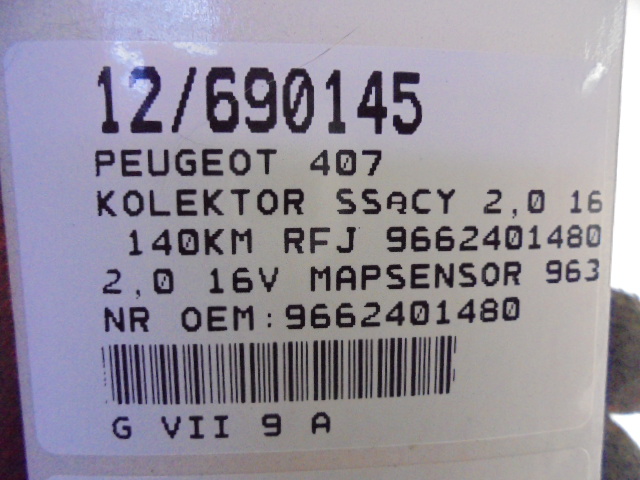 12/690145
PEUGEOT 407
KOLEKTOR SSĄCY 2,0 16
140KM RFJ 9662401480
2,0 16V MAPSENSOR 963
NR OEM:9662401480
G VII 9 A